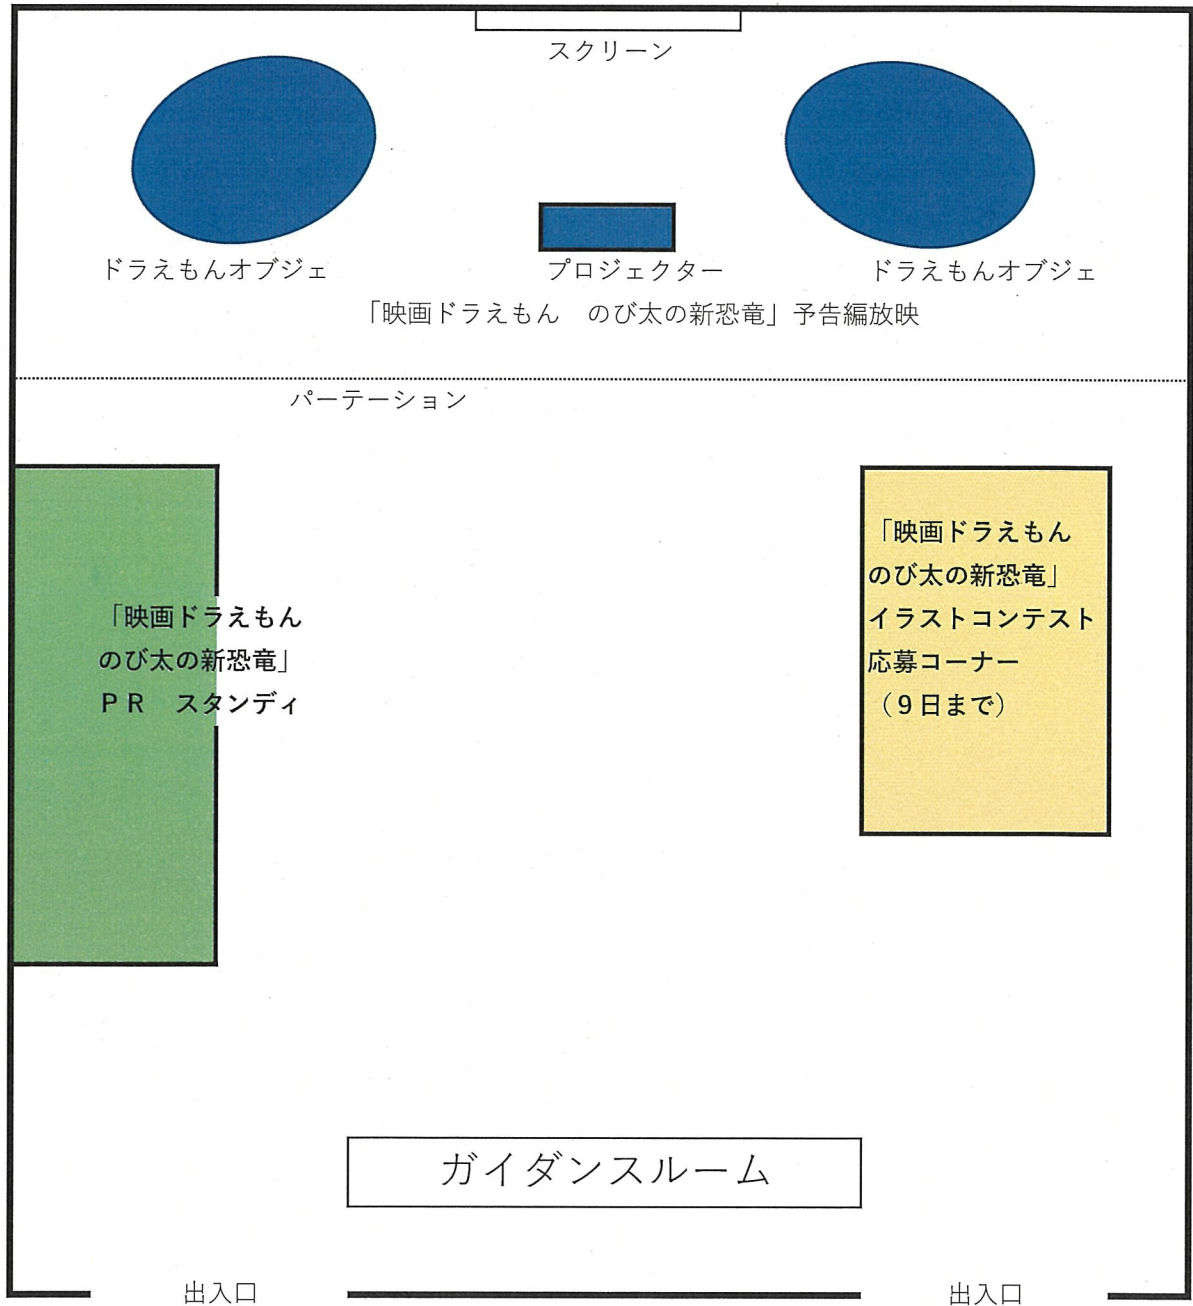 スクリーン
ドラえもんオブジェ
プロジェクター
ドラえもんオブジェ
「映画ドラえもん　のび太の新恐竜」予告編放映
パーテーション
「映画ドラえもん
のび太の新恐竜」
ＰＲ　スタンディ
「映画ドラえもん
のび太の新恐竜」
イラストコンテスト
応募コーナー
（９日まで）
ガイダンスルーム
出入口
出入口